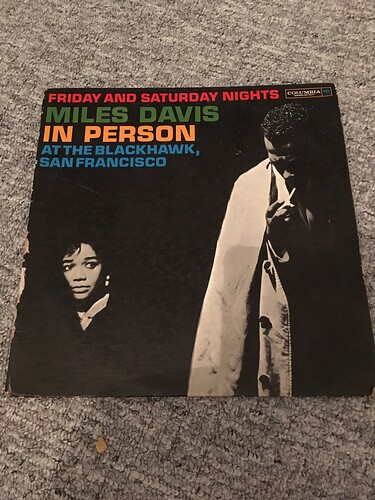 FRIDAY AND SATURDAY NIGHTS
COLUMBIA
MILES DAVIS
IN PERSON
AT THE BLACKHAWK,
SAN FRANCISCO